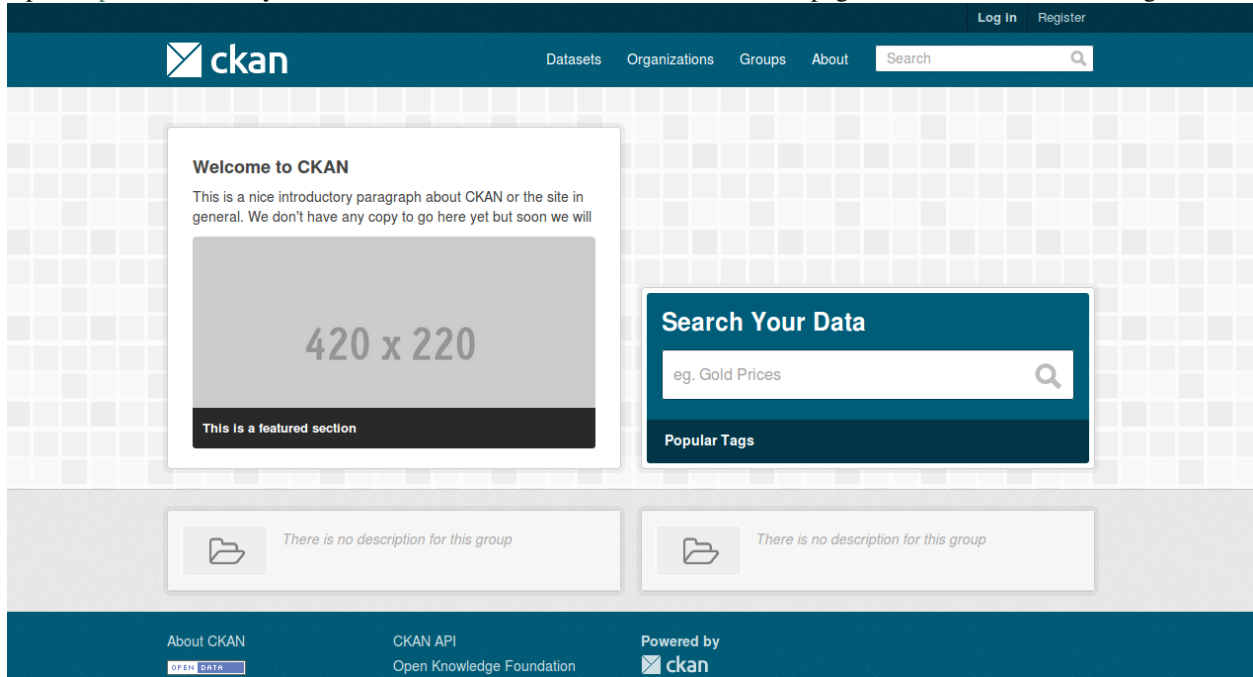 Log in Register
ckan
Datasets Organizations Groups About Search
Welcome to CKAN
This is a nice introductory paragraph about CKAN or the site in
general. We don't have any copy to go here yet but soon we will
420 x 220
This is a featured section
Search Your Data
eg. Gold Prices
Popular Tags
There is no description for this group
There is no description for this group
About CKAN
OPEN DATA
CKAN API
Open Knowledge Foundation
Powered by
ckan